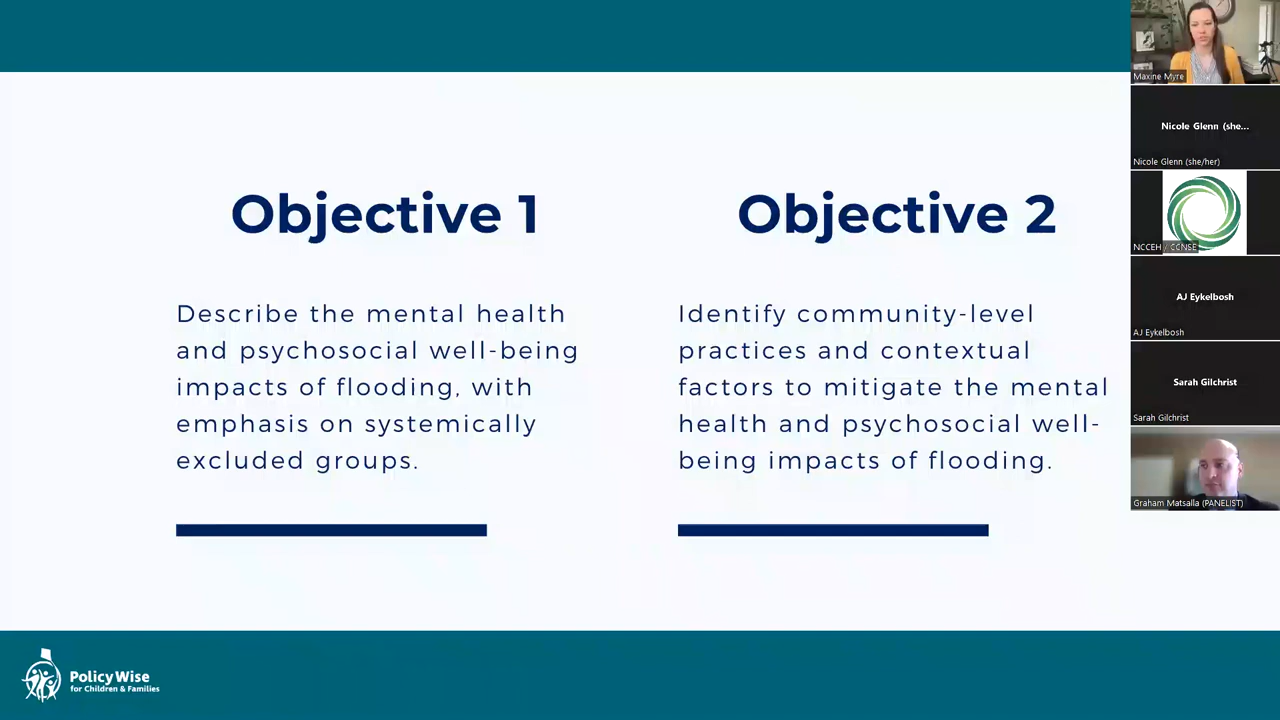 Objective 1
Describe the mental health
and psychosocial well-being
impacts of flooding, with
emphasis on systemically
excluded groups.
Objective 2
Identify community-level
practices and contextual
factors to mitigate the mental
health and psychosocial well-
being impacts of flooding.
PolicyWise
for Children & Families
Maxine Myre
Nicole Glenn (she...
Nicole Glenn (she/her)
NCCEH / CCNSE
AJ Eykelbosh
AJ Eykelbosh
Sarah Gilchrist
Sarah Gilchrist
Graham Matsalla (PANELIST)